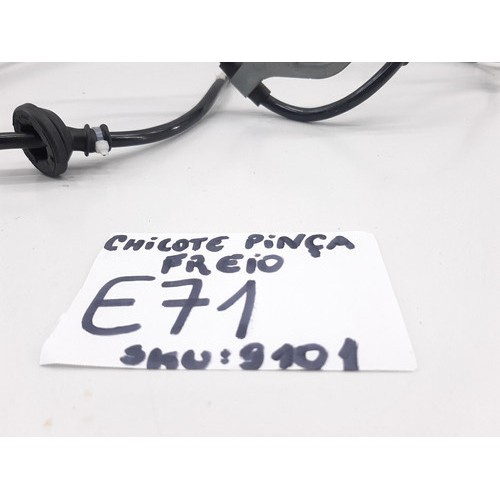 CHICOTE PINÇA
FREIO
E71
SKU: 9101